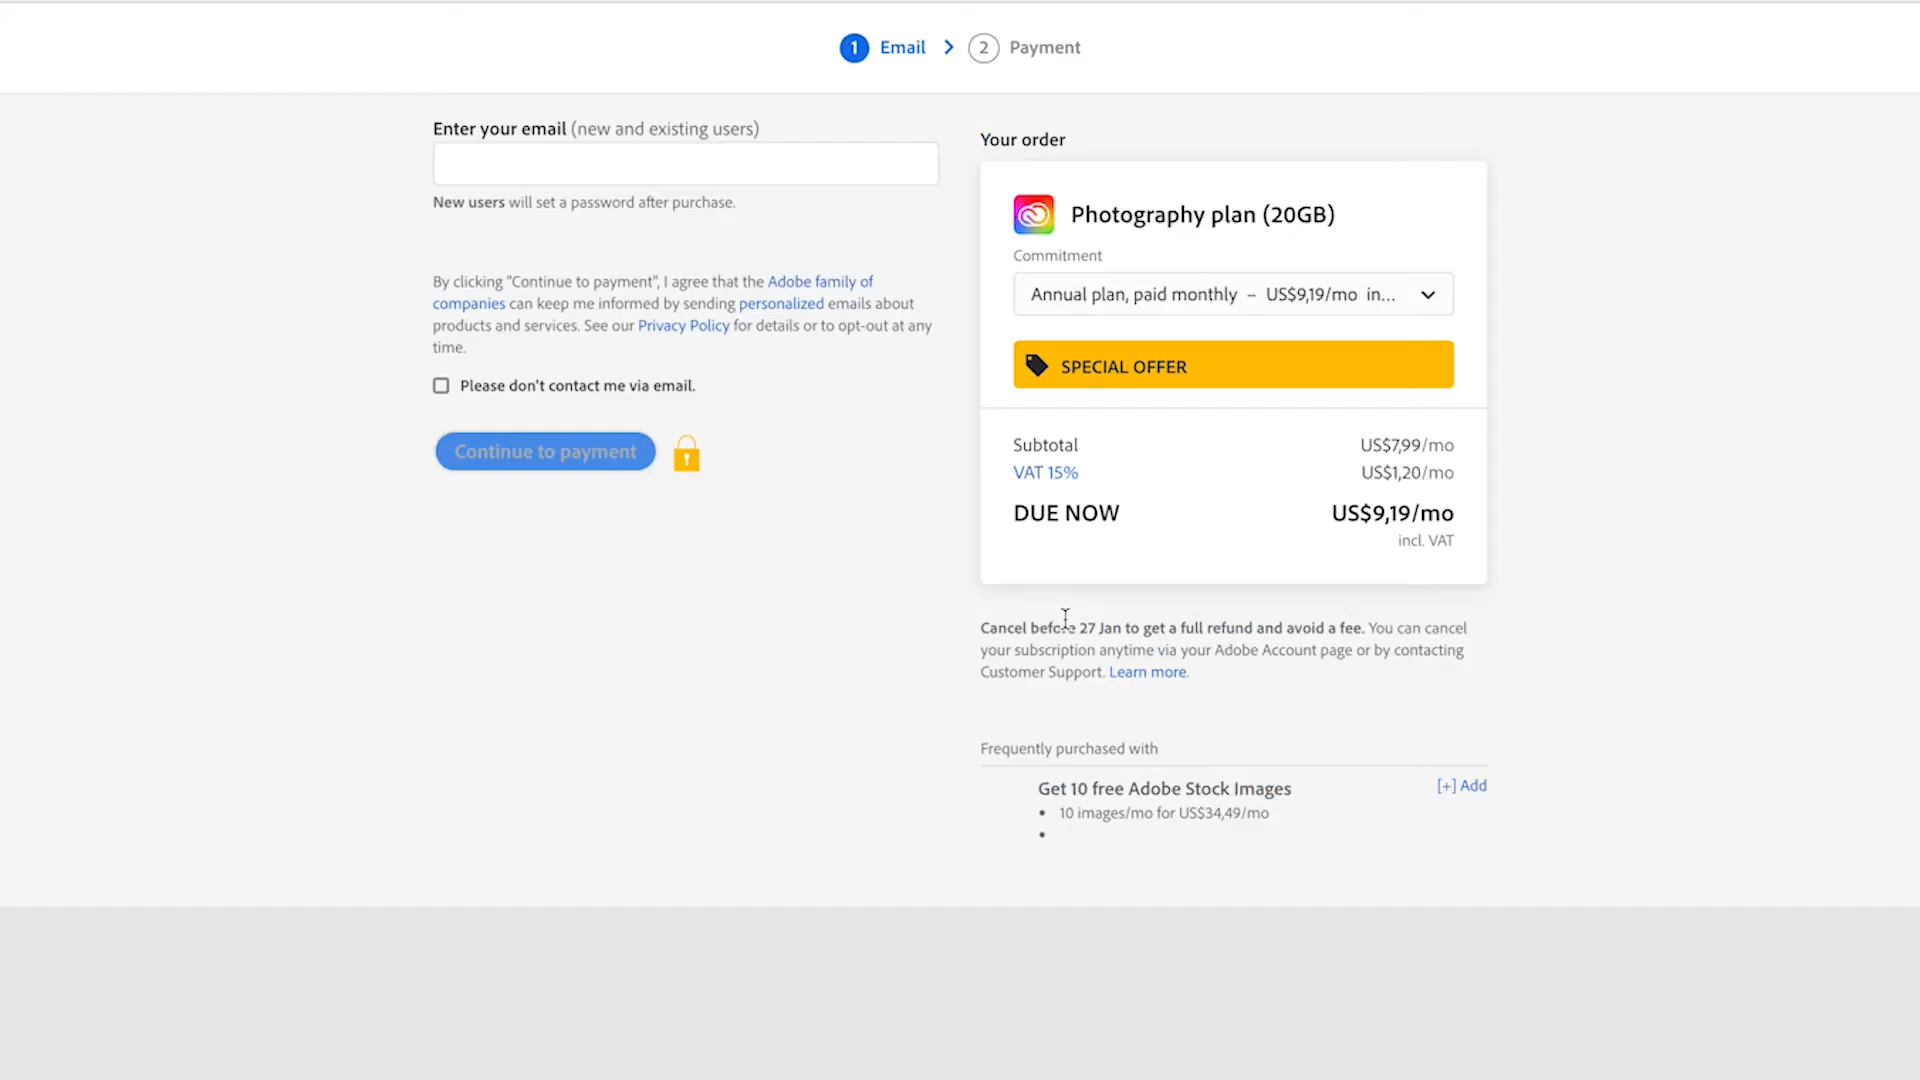 1 Email 2 Payment
Enter your email (new and existing users)
New users will set a password after purchase.
By clicking "Continue to payment", I agree that the Adobe family of
companies can keep me informed by sending personalized emails about
products and services. See our Privacy Policy for details or to opt-out at any
time.
Please don't contact me via email.
Continue to payment
Your order
Photography plan (20GB)
Commitment
Annual plan, paid monthly – US$9,19/mo in...
SPECIAL OFFER
Subtotal US$7,99/mo
VAT 15% US$1,20/mo
DUE NOW US$9,19/mo
incl. VAT
Cancel before 27 Jan to get a full refund and avoid a fee. You can cancel
your subscription anytime via your Adobe Account page or by contacting
Customer Support. Learn more.
Frequently purchased with
Get 10 free Adobe Stock Images [+] Add
• 10 images/mo for US$34,49/mo
•